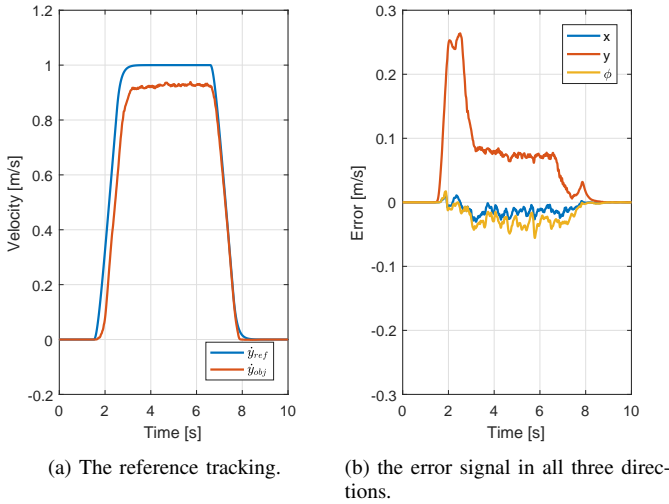 1.2
1
0.8
0.6
0.4
0.2
0
-0.2
Velocity [m/s]
0 2 4 6 8 10
Time [s]
ẏ_ref
ẏ_obj
(a) The reference tracking.
0.3
0.2
0.1
0
-0.1
-0.2
-0.3
Error [m/s]
0 2 4 6 8 10
Time [s]
x
y
ϕ
(b) the error signal in all three direc-
tions.